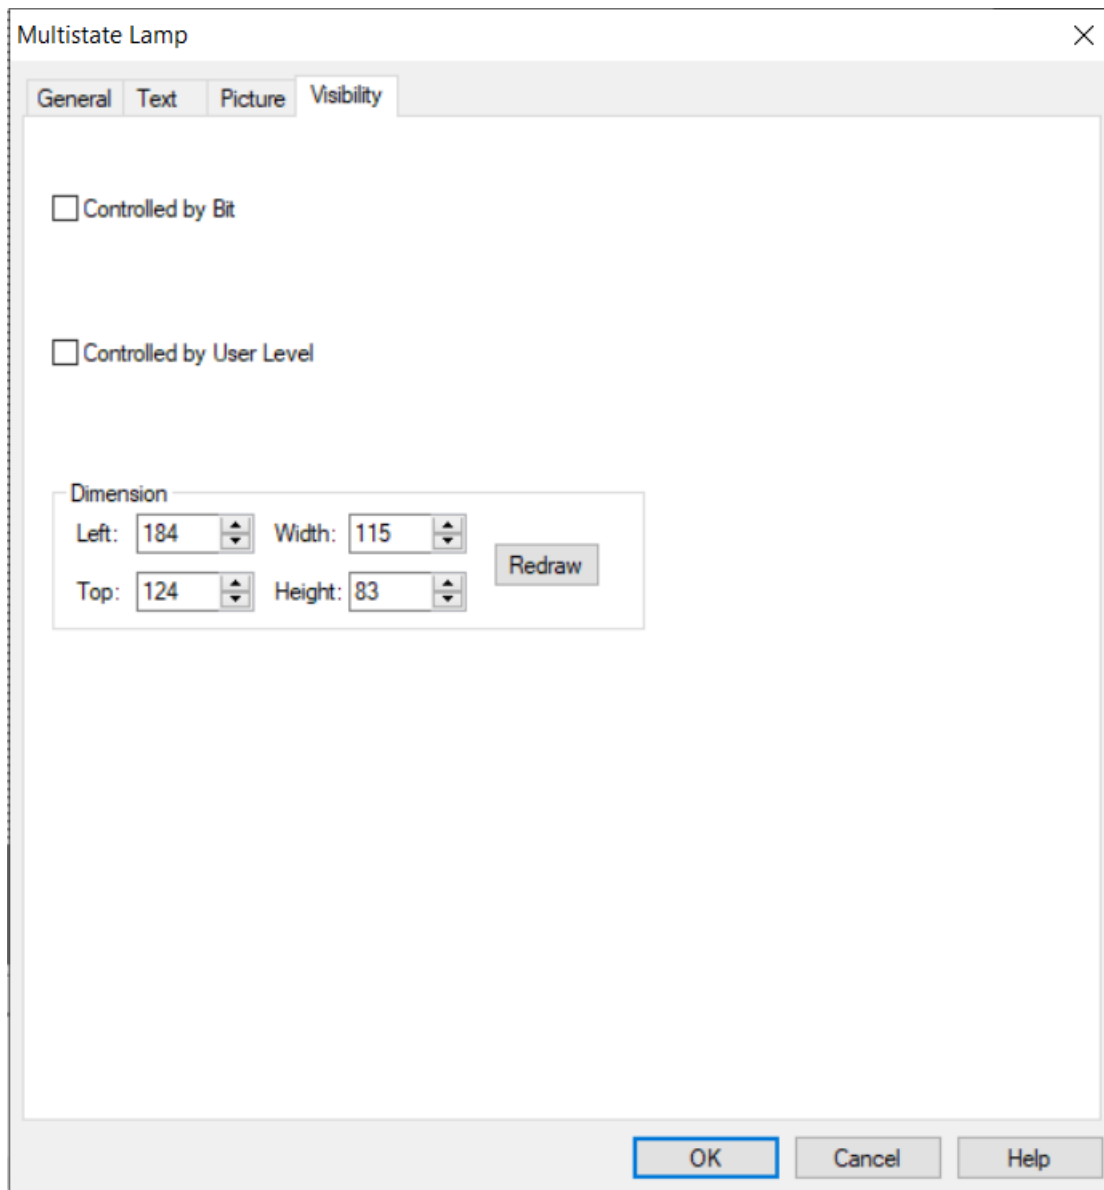 Multistate Lamp
General Text Picture Visibility
Controlled by Bit
Controlled by User Level
Dimension
Left: 184 Width: 115
Redraw
Top: 124 Height: 83
OK Cancel Help